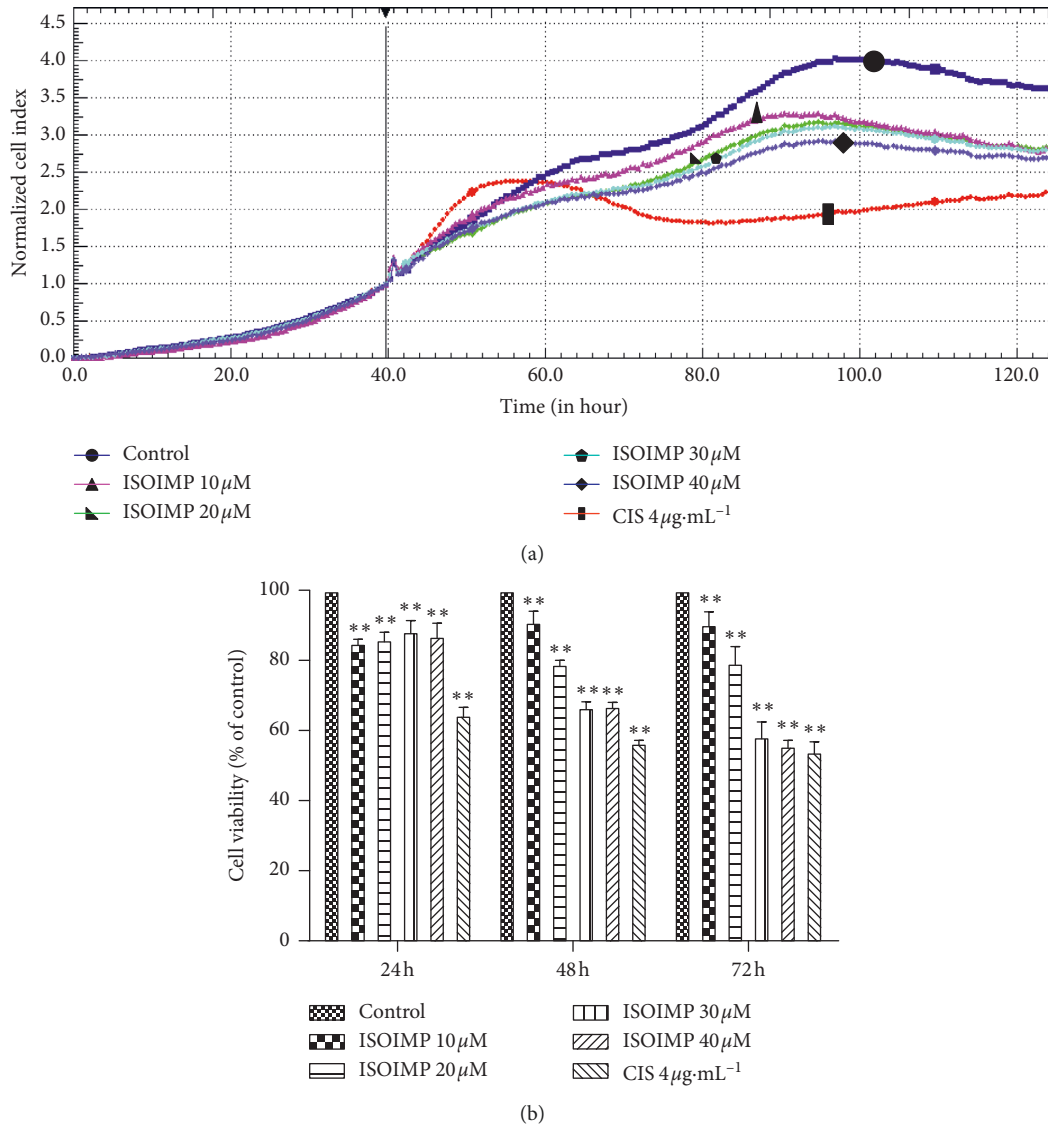 4.5
4.0
3.5
3.0
2.5
2.0
1.5
1.0
0.5
0.0
Normalized cell index
0.0 20.0 40.0 60.0 80.0 100.0 120.0
Time (in hour)
Control
ISOIMP 10 μM
ISOIMP 20 μM
ISOIMP 30 μM
ISOIMP 40 μM
CIS 4 μg·mL⁻¹
(a)
100
80
60
40
20
0
Cell viability (% of control)
** ** ** ** **
** ** ** ** **
** ** ** ** **
24 h 48 h 72 h
Control
ISOIMP 10 μM
ISOIMP 20 μM
ISOIMP 30 μM
ISOIMP 40 μM
CIS 4 μg·mL⁻¹
(b)